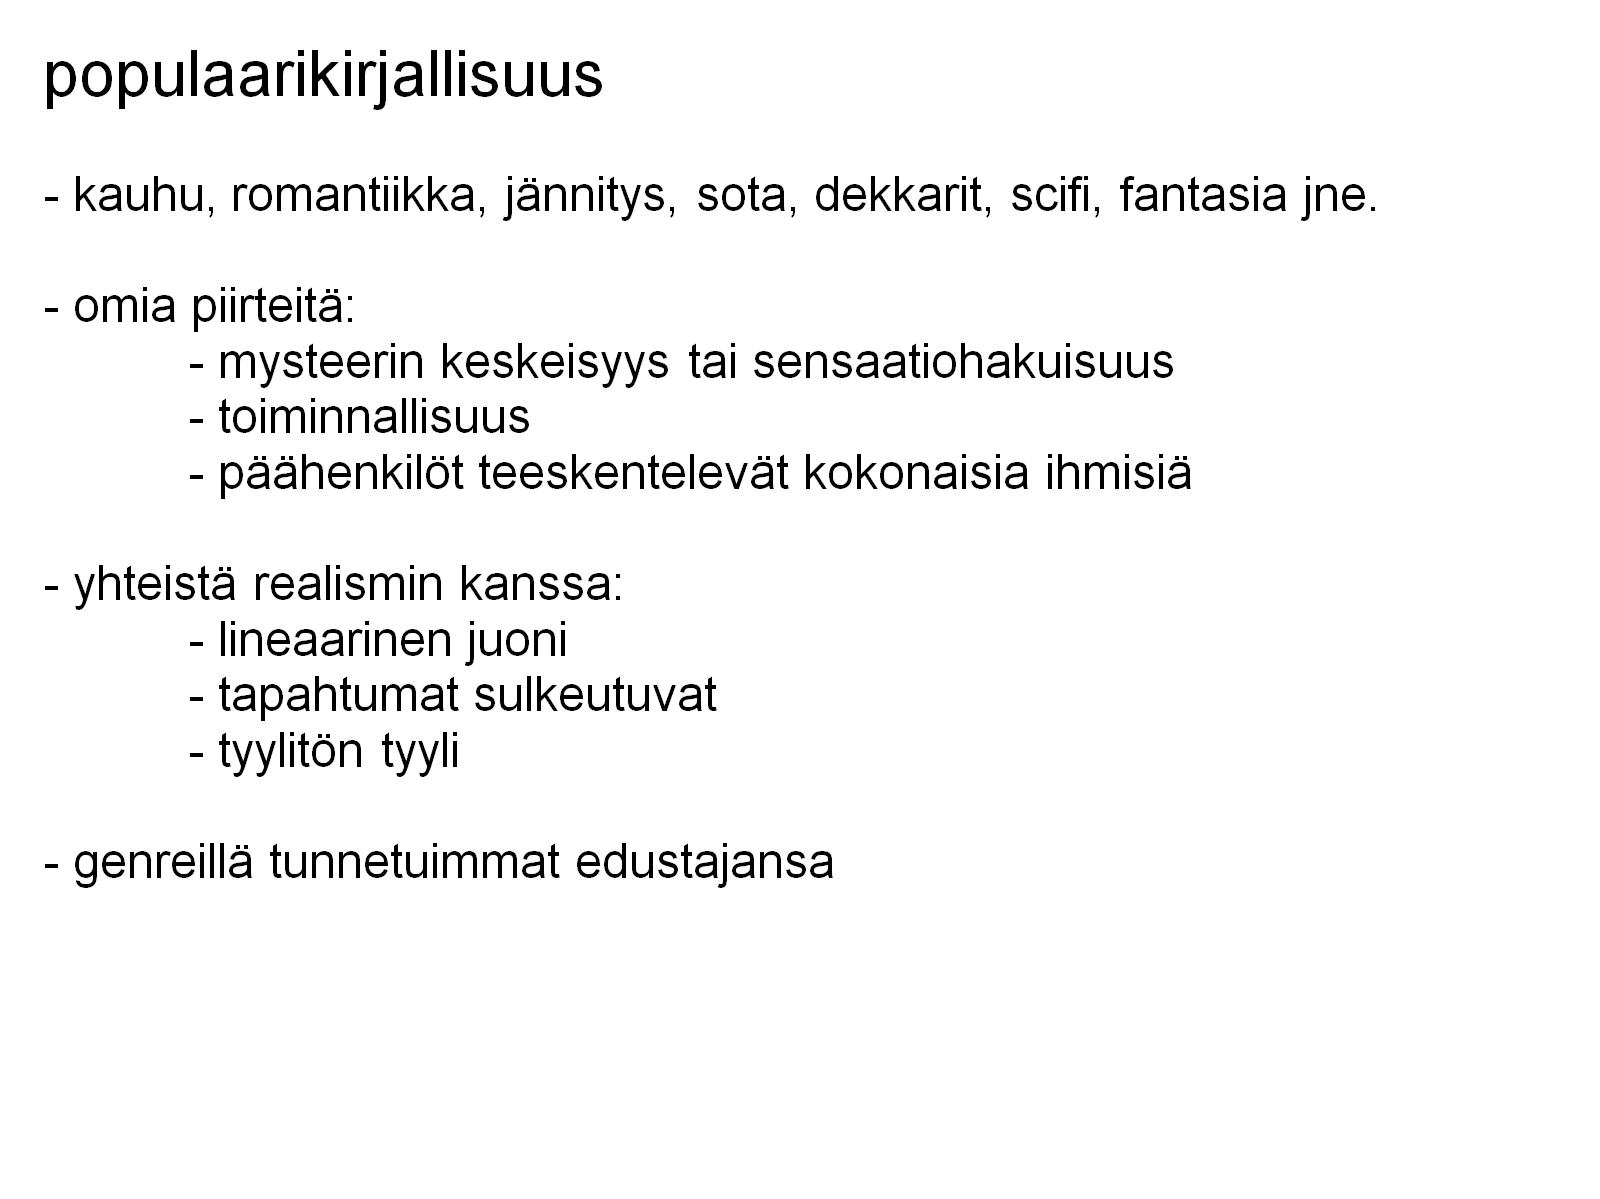 populaarikirjallisuus
- kauhu, romantiikka, jännitys, sota, dekkarit, scifi, fantasia jne.
- omia piirteitä:
- mysteerin keskeisyys tai sensaatiohakuisuus
- toiminnallisuus
- päähenkilöt teeskentelevät kokonaisia ihmisiä
- yhteistä realismin kanssa:
- lineaarinen juoni
- tapahtumat sulkeutuvat
- tyylitön tyyli
- genreillä tunnetuimmat edustajansa